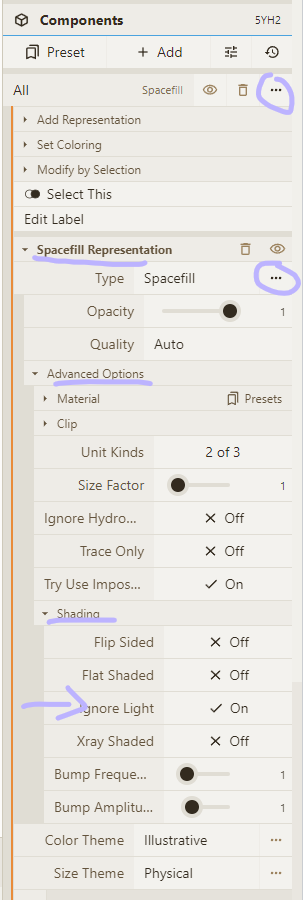 Components 5YH2
Preset + Add
All Spacefill
Add Representation
Set Coloring
Modify by Selection
Select This
Edit Label
Spacefill Representation
Type Spacefill
Opacity 1
Quality Auto
Advanced Options
Material Presets
Clip
Unit Kinds 2 of 3
Size Factor 1
Ignore Hydro... Off
Trace Only Off
Try Use Impos... On
Shading
Flip Sided Off
Flat Shaded Off
Ignore Light On
Xray Shaded Off
Bump Freque... 1
Bump Amplitu... 1
Color Theme Illustrative
Size Theme Physical